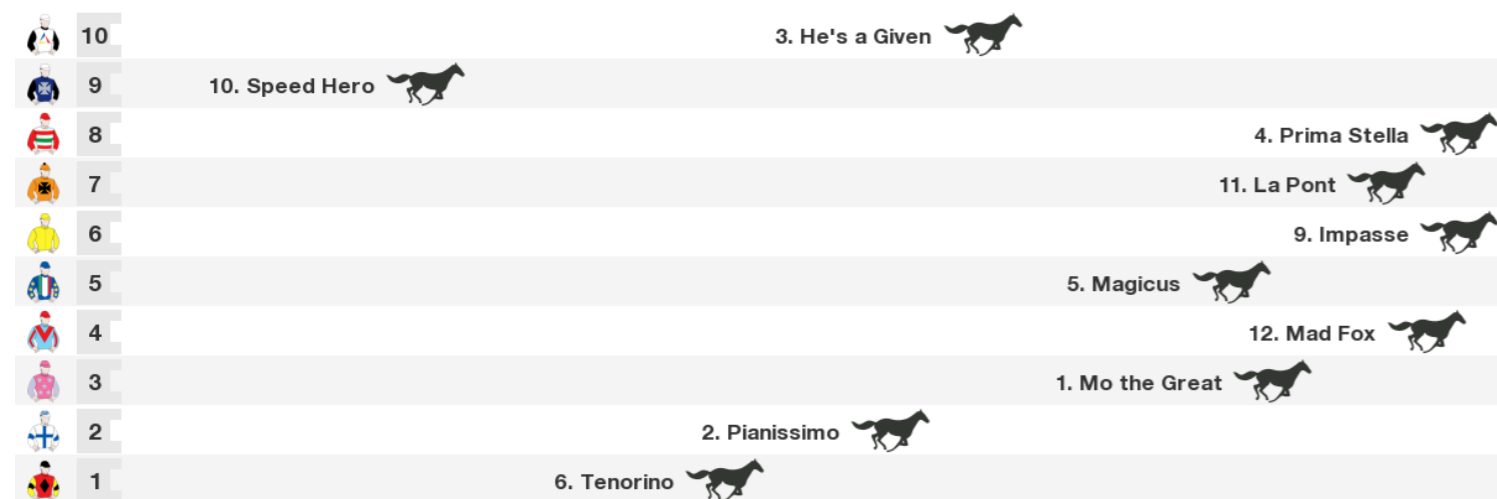 10 3. He's a Given
9 10. Speed Hero
8 4. Prima Stella
7 11. La Pont
6 9. Impasse
5 5. Magicus
4 12. Mad Fox
3 1. Mo the Great
2 2. Pianissimo
1 6. Tenorino